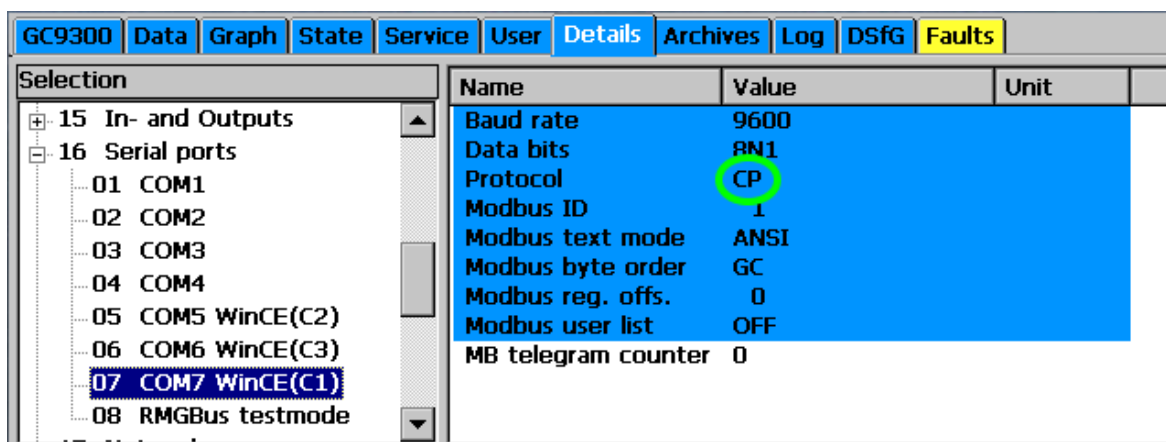 GC9300 Data Graph State Service User Details Archives Log DSfG Faults
Selection
15 In- and Outputs
16 Serial ports
01 COM1
02 COM2
03 COM3
04 COM4
05 COM5 WinCE(C2)
06 COM6 WinCE(C3)
07 COM7 WinCE(C1)
08 RMGBus testmode
Name Value Unit
Baud rate 9600
Data bits 8N1
Protocol CP
Modbus ID 1
Modbus text mode ANSI
Modbus byte order GC
Modbus reg. offs. 0
Modbus user list OFF
MB telegram counter 0